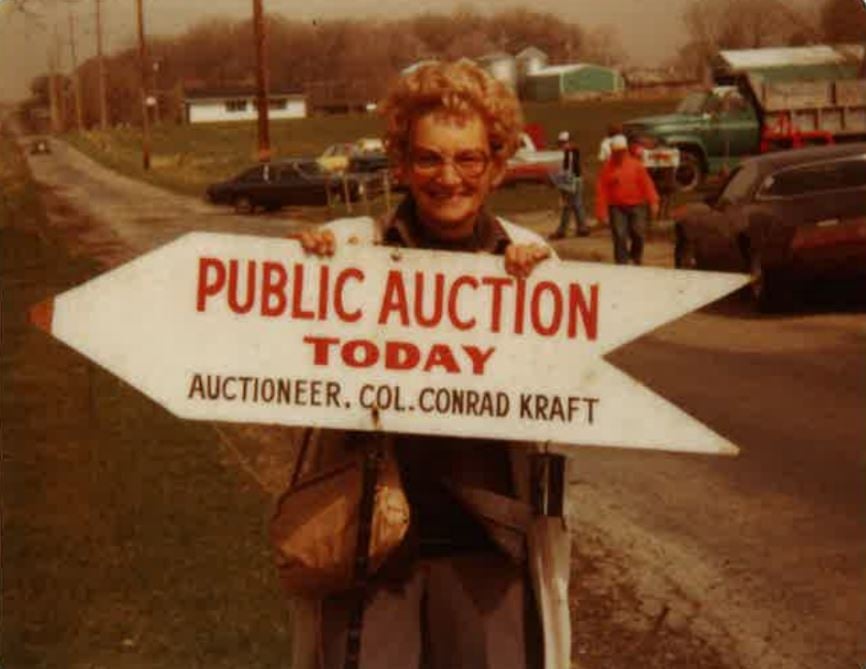 PUBLIC AUCTION
TODAY
AUCTIONEER. COL. CONRAD KRAFT